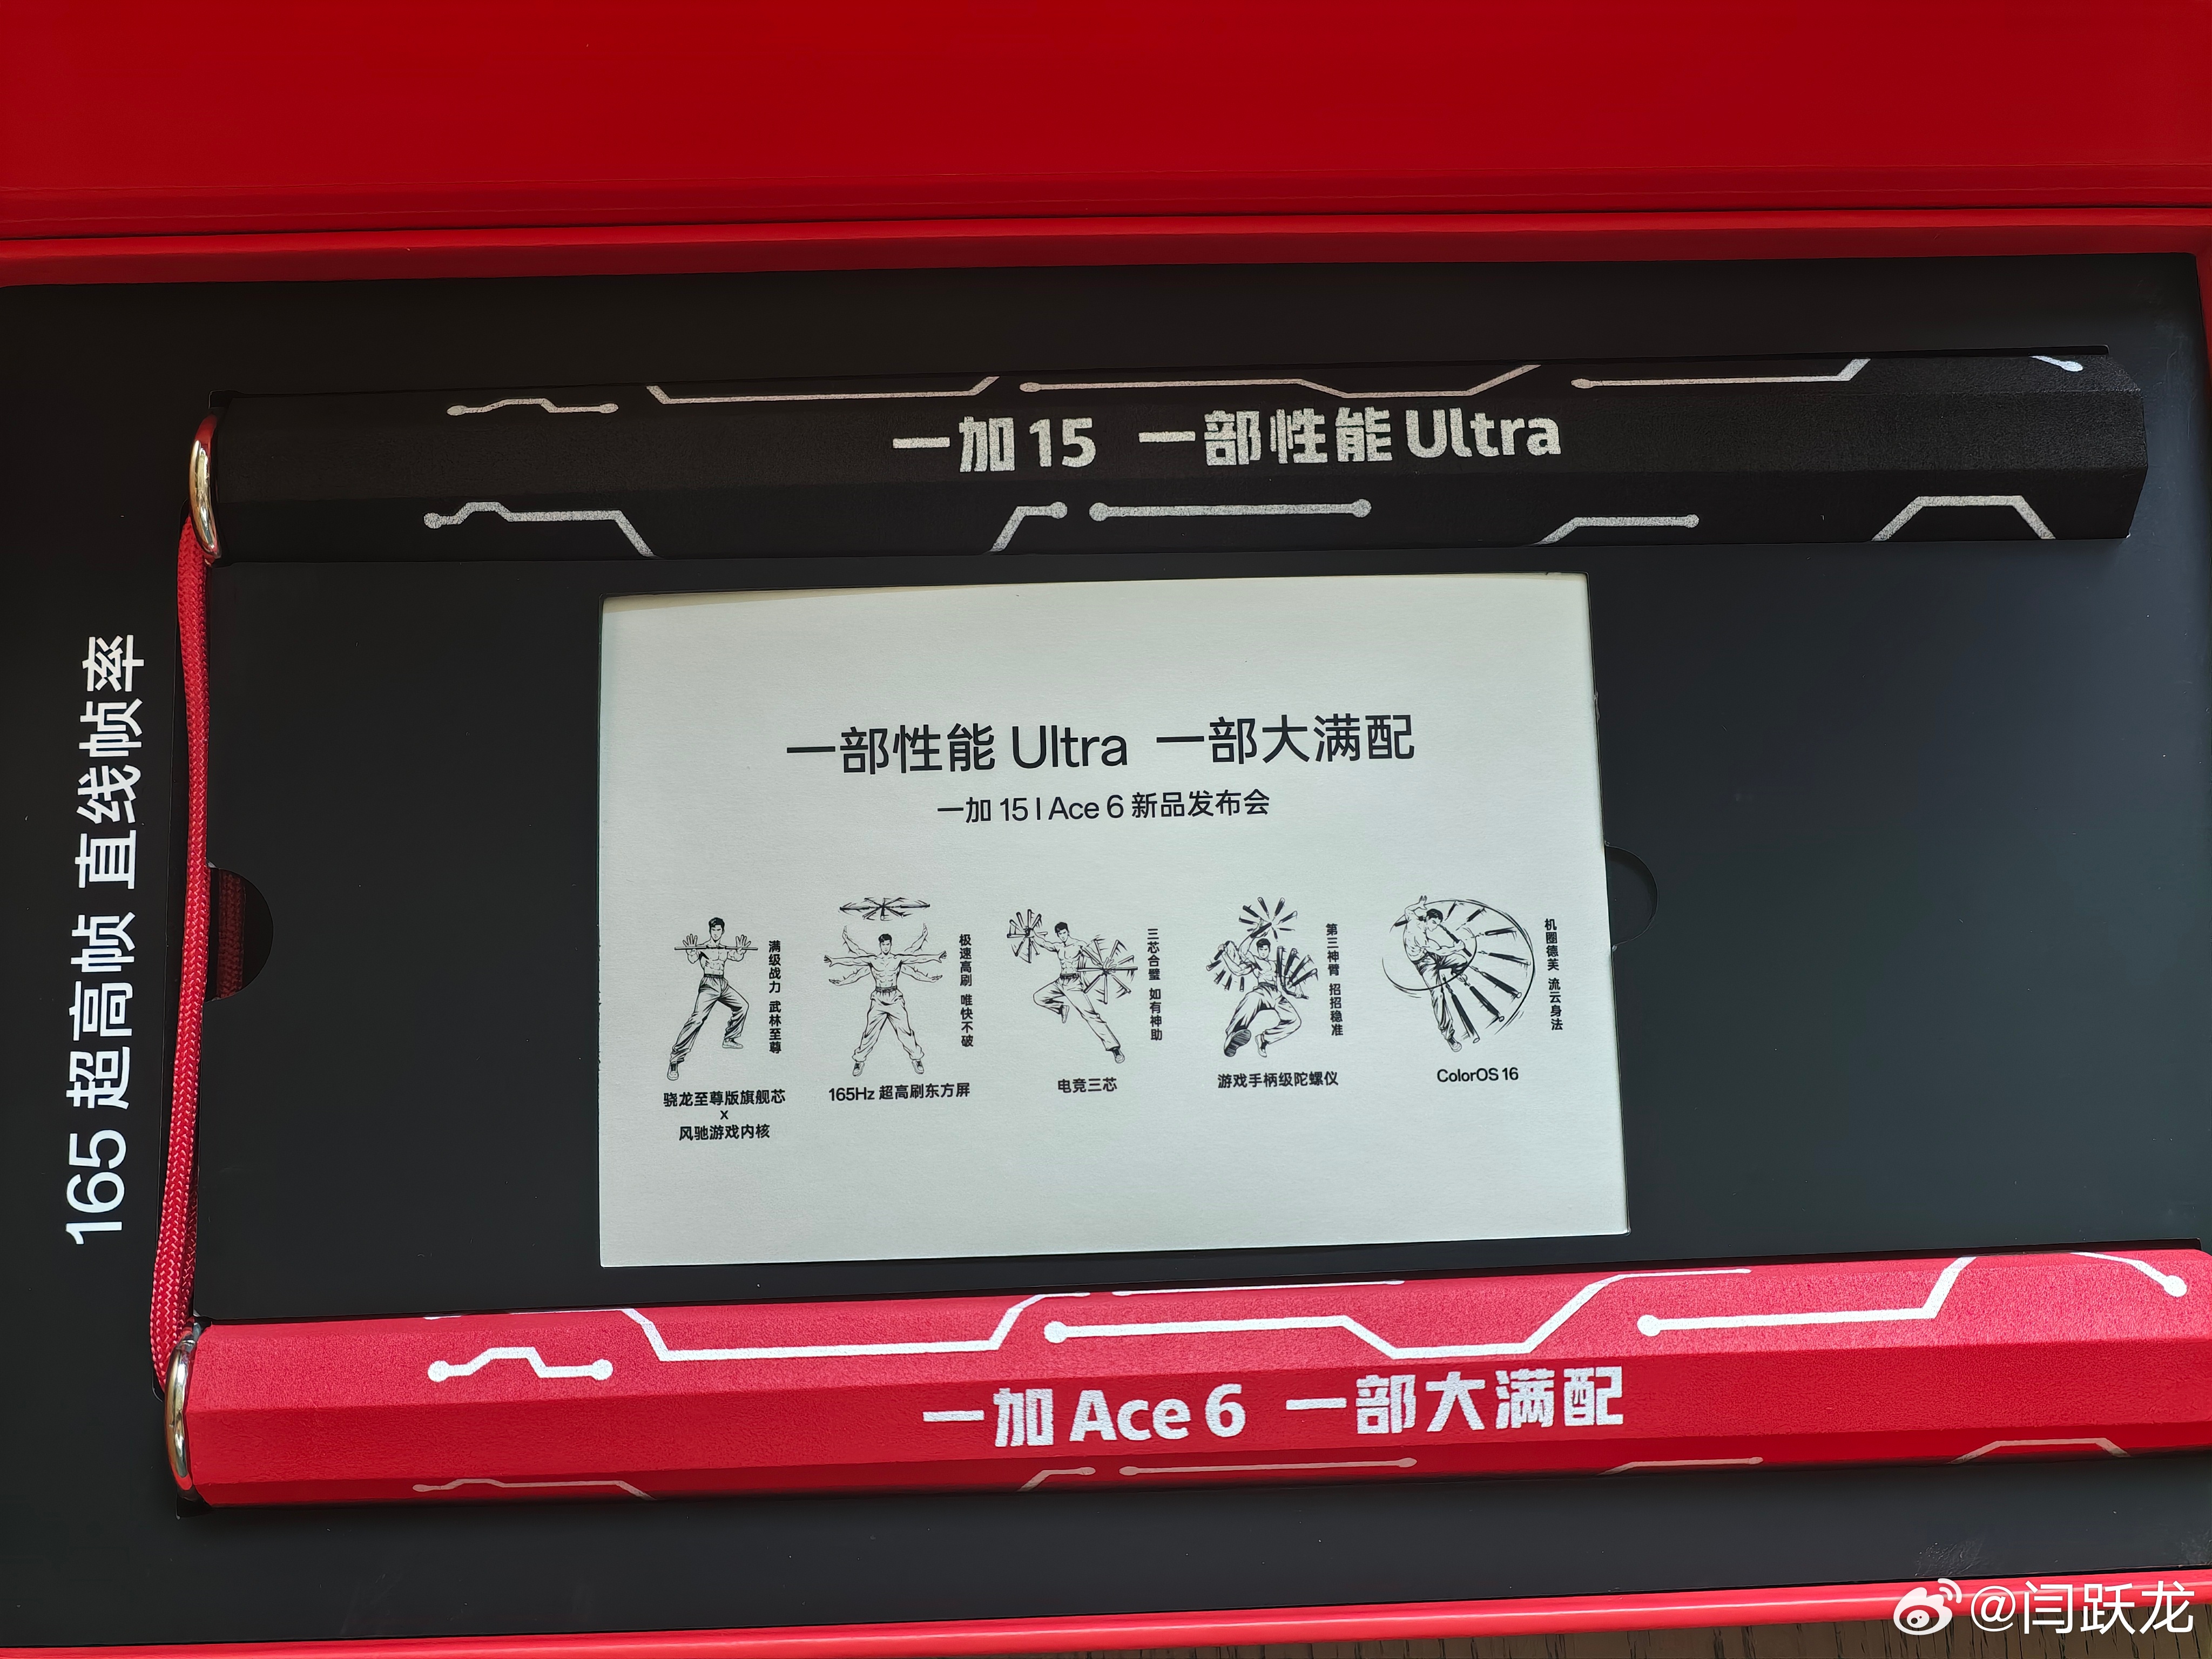 一加 15 一部性能 Ultra
165 超高帧 直线帧率
一部性能 Ultra 一部大满配
一加 15 | Ace 6 新品发布会
满级战力 武林至尊
骁龙至尊版旗舰芯
x
风驰游戏内核
极速高刷 唯快不破
165Hz 超高刷东方屏
三芯合璧 如有神助
电竞三芯
第三神臂 招招稳准
游戏手柄级陀螺仪
机圈德芙 流云身法
ColorOS 16
一加 Ace 6 一部大满配
@闫跃龙